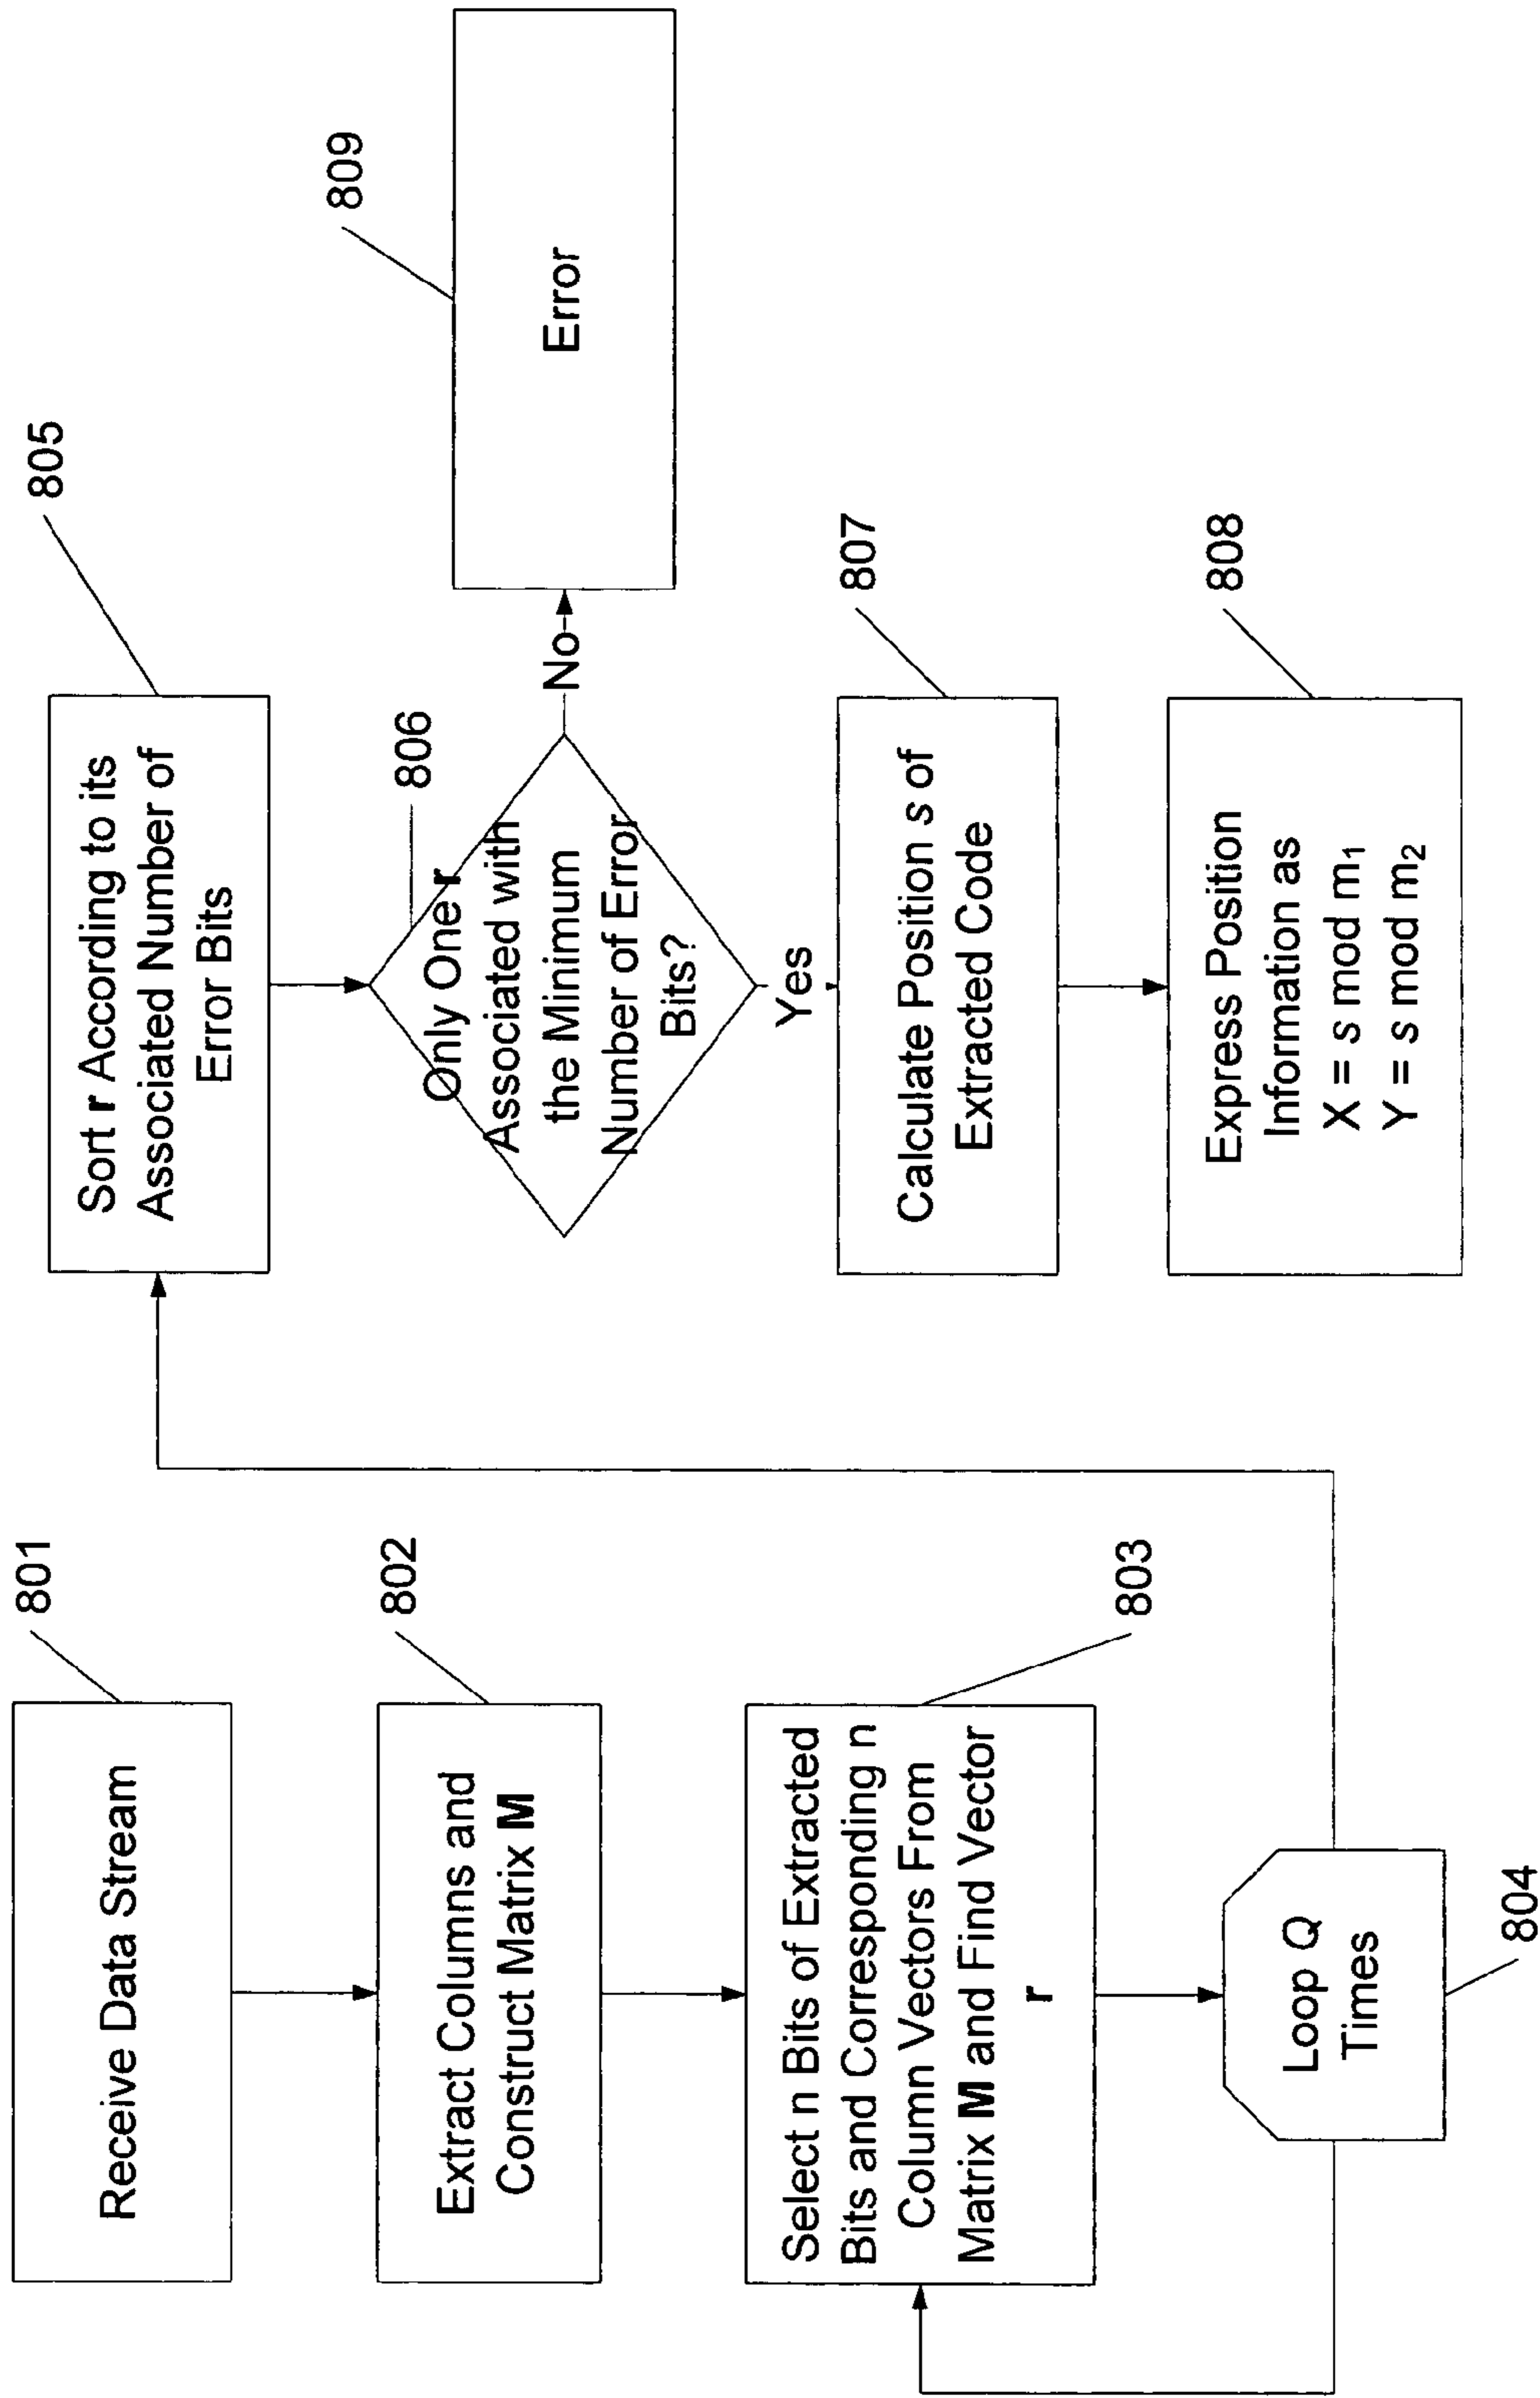 801
Receive Data Stream
802
Extract Columns and
Construct Matrix M
803
Select n Bits of Extracted
Bits and Corresponding n
Column Vectors From
Matrix M and Find Vector
r
Loop Q
Times
804
805
Sort r According to its
Associated Number of
Error Bits
806
Only One r
Associated with
the Minimum
Number of Error
Bits?
No
809
Error
Yes
807
Calculate Position s of
Extracted Code
808
Express Position
Information as
X = s mod m₁
Y = s mod m₂